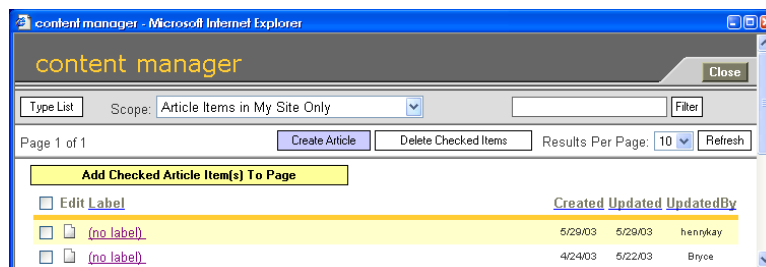 content manager - Microsoft Internet Explorer
content manager
Close
Type List Scope: Article Items in My Site Only Filter
Page 1 of 1 Create Article Delete Checked Items Results Per Page: 10 Refresh
Add Checked Article Item(s) To Page
Edit Label Created Updated UpdatedBy
(no label) 5/29/03 5/29/03 henrykay
(no label) 4/24/03 5/22/03 Bryce